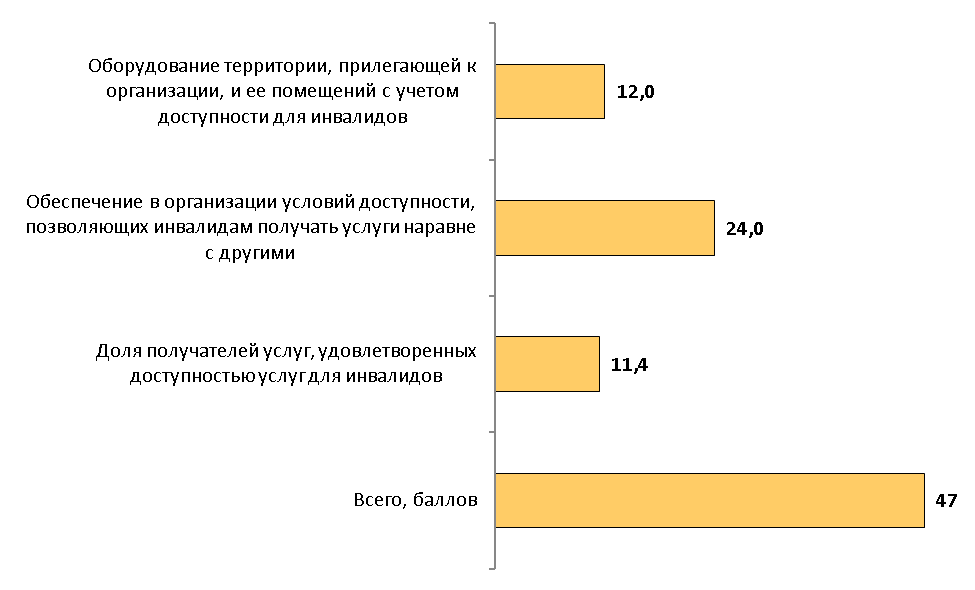 Оборудование территории, прилегающей к
организации, и ее помещений с учетом
доступности для инвалидов
12,0
Обеспечение в организации условий доступности,
позволяющих инвалидам получать услуги наравне
с другими
24,0
Доля получателей услуг, удовлетворенных
доступностью услуг для инвалидов
11,4
Всего, баллов
47